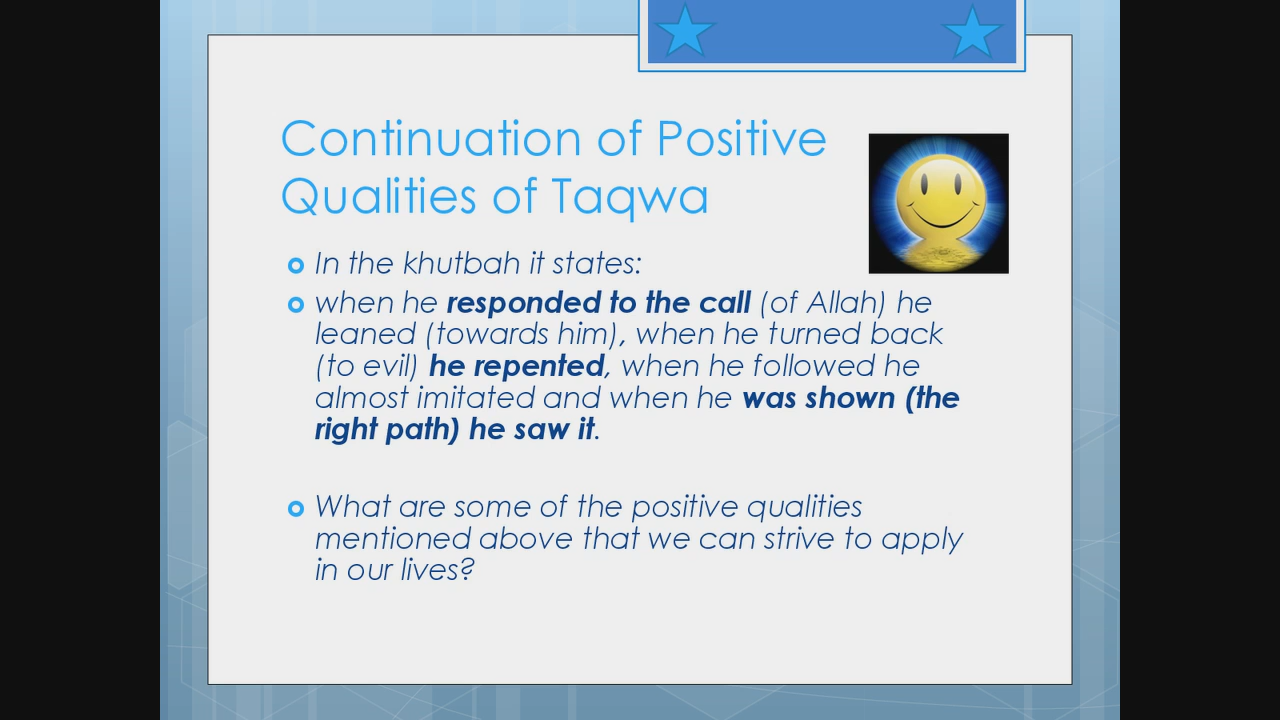 Continuation of Positive
Qualities of Taqwa
In the khutbah it states:
when he responded to the call (of Allah) he
leaned (towards him), when he turned back
(to evil) he repented, when he followed he
almost imitated and when he was shown (the
right path) he saw it.
What are some of the positive qualities
mentioned above that we can strive to apply
in our lives?